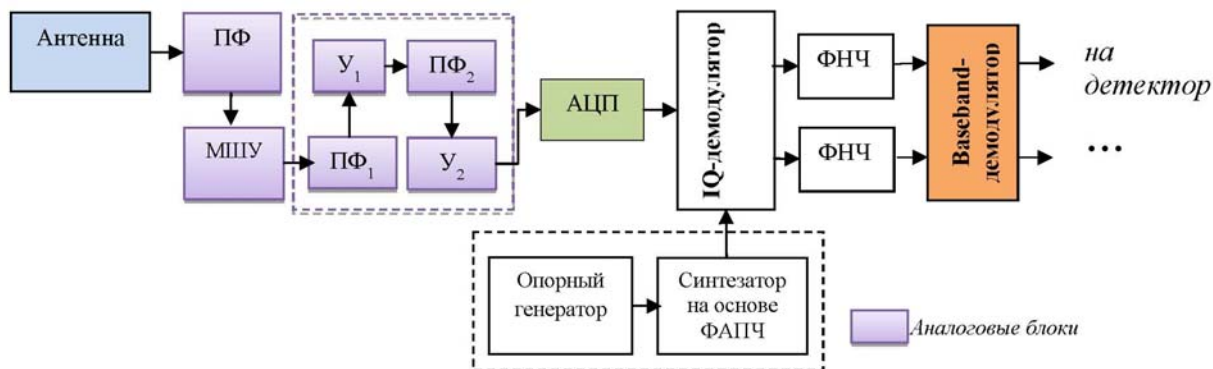 Антенна
ПФ
МШУ
У₁
ПФ₂
ПФ₁
У₂
АЦП
IQ-демодулятор
ФНЧ
ФНЧ
Baseband-
демодулятор
на
детектор
...
Опорный
генератор
Синтезатор
на основе
ФАПЧ
Аналоговые блоки